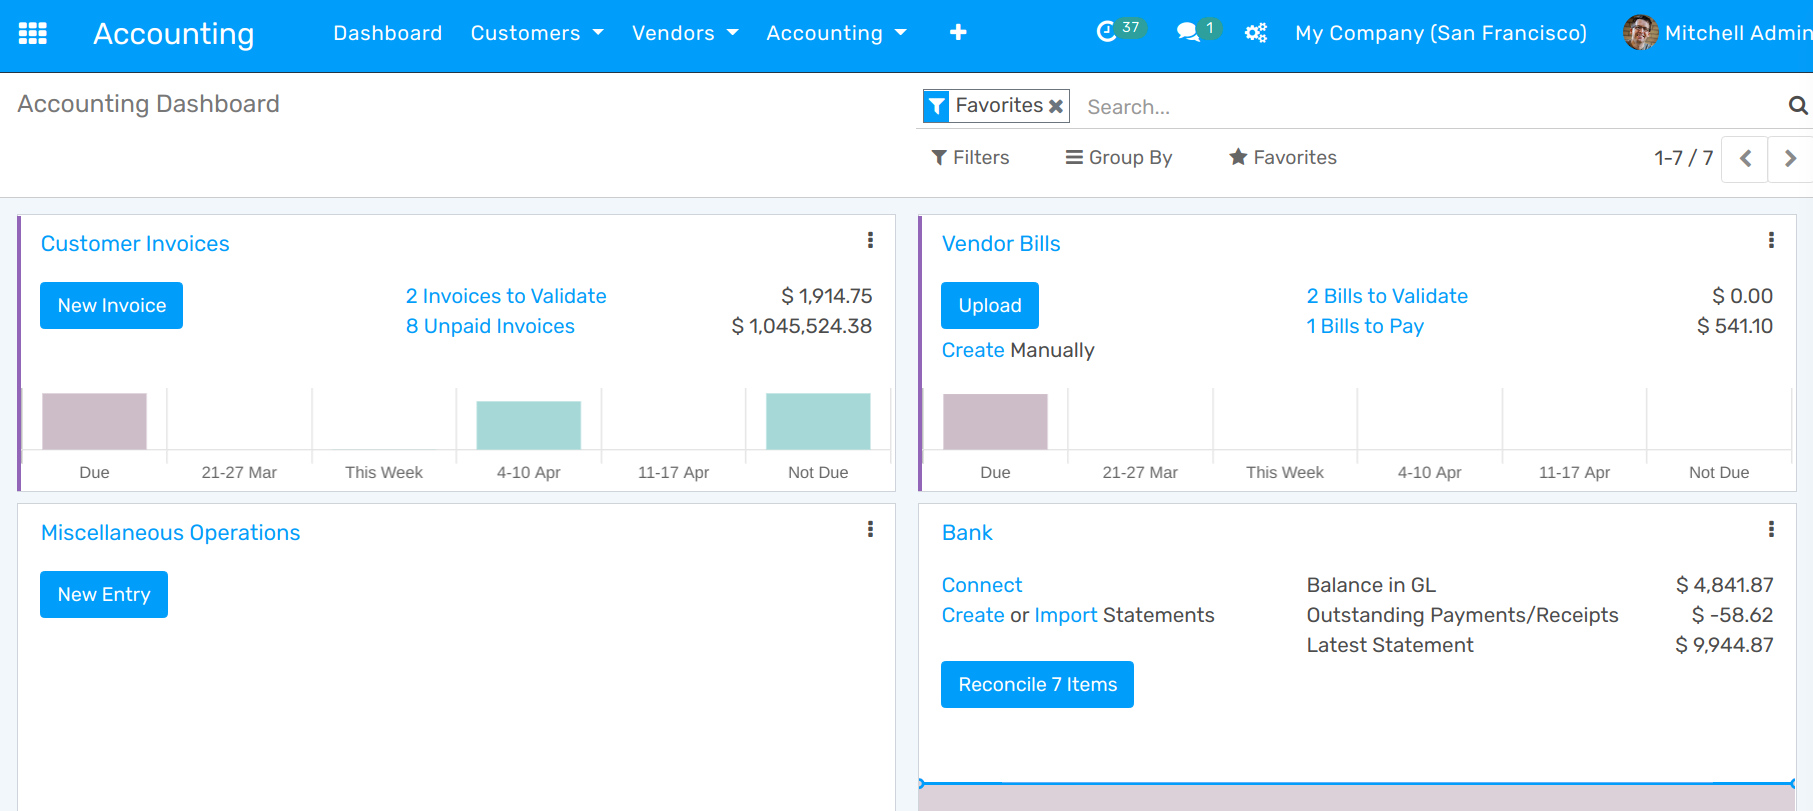 Accounting Dashboard Customers Vendors Accounting 37 1 My Company (San Francisco) Mitchell Admin
Accounting Dashboard
Favorites Search...
Filters Group By Favorites 1-7 / 7
Customer Invoices
New Invoice
2 Invoices to Validate $ 1,914.75
8 Unpaid Invoices $ 1,045,524.38
Due 21-27 Mar This Week 4-10 Apr 11-17 Apr Not Due
Vendor Bills
Upload
Create Manually
2 Bills to Validate $ 0.00
1 Bills to Pay $ 541.10
Due 21-27 Mar This Week 4-10 Apr 11-17 Apr Not Due
Miscellaneous Operations
New Entry
Bank
Connect
Create or Import Statements
Reconcile 7 Items
Balance in GL $ 4,841.87
Outstanding Payments/Receipts $ -58.62
Latest Statement $ 9,944.87